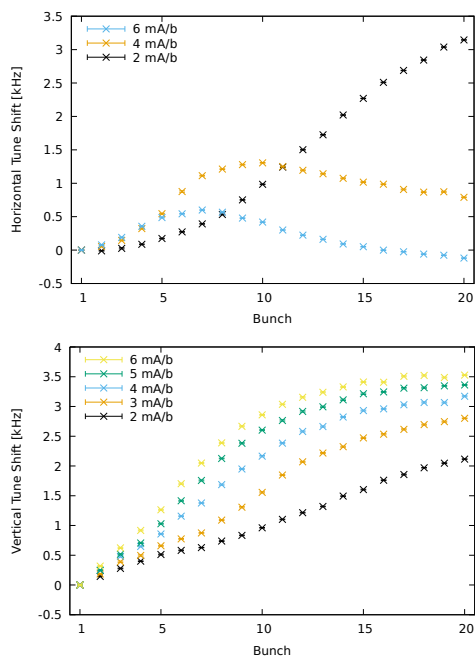 3.5
3
2.5
2
1.5
1
0.5
0
-0.5
Horizontal Tune Shift [kHz]
6 mA/b
4 mA/b
2 mA/b
1 5 10 15 20
Bunch
4
3.5
3
2.5
2
1.5
1
0.5
0
-0.5
Vertical Tune Shift [kHz]
6 mA/b
5 mA/b
4 mA/b
3 mA/b
2 mA/b
1 5 10 15 20
Bunch